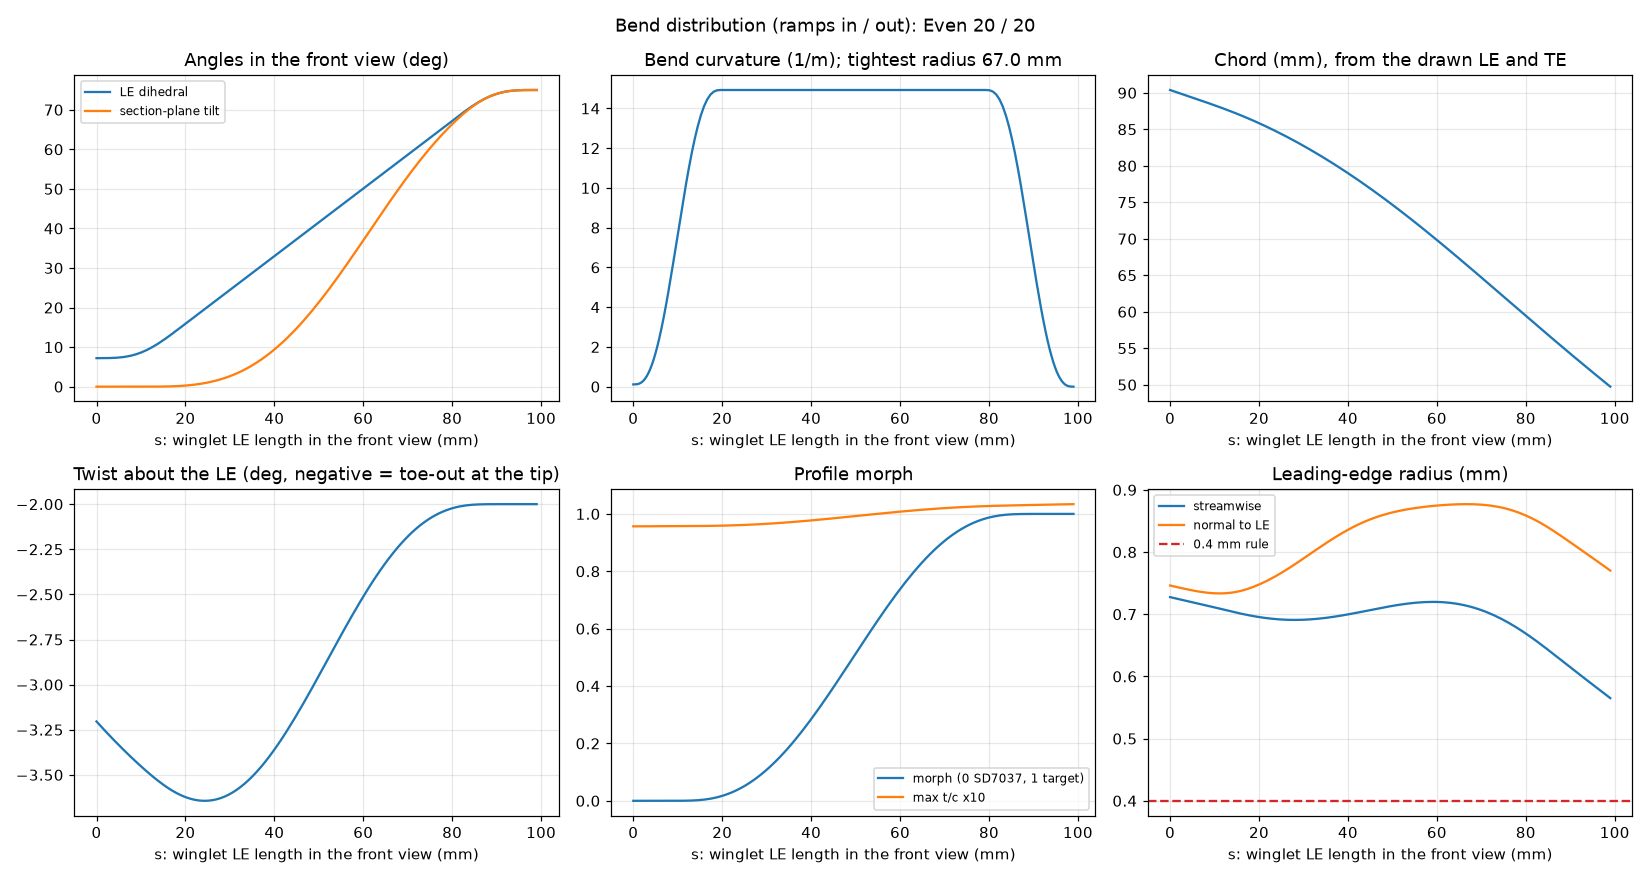 Bend distribution (ramps in / out): Even 20 / 20
Angles in the front view (deg)
LE dihedral
section-plane tilt
70
60
50
40
30
20
10
0
0 20 40 60 80 100
s: winglet LE length in the front view (mm)
Bend curvature (1/m); tightest radius 67.0 mm
14
12
10
8
6
4
2
0
0 20 40 60 80 100
s: winglet LE length in the front view (mm)
Chord (mm), from the drawn LE and TE
90
85
80
75
70
65
60
55
50
0 20 40 60 80 100
s: winglet LE length in the front view (mm)
Twist about the LE (deg, negative = toe-out at the tip)
−2.00
−2.25
−2.50
−2.75
−3.00
−3.25
−3.50
0 20 40 60 80 100
s: winglet LE length in the front view (mm)
Profile morph
1.0
0.8
0.6
0.4
0.2
0.0
morph (0 SD7037, 1 target)
max t/c x10
0 20 40 60 80 100
s: winglet LE length in the front view (mm)
Leading-edge radius (mm)
streamwise
normal to LE
0.4 mm rule
0.9
0.8
0.7
0.6
0.5
0.4
0 20 40 60 80 100
s: winglet LE length in the front view (mm)